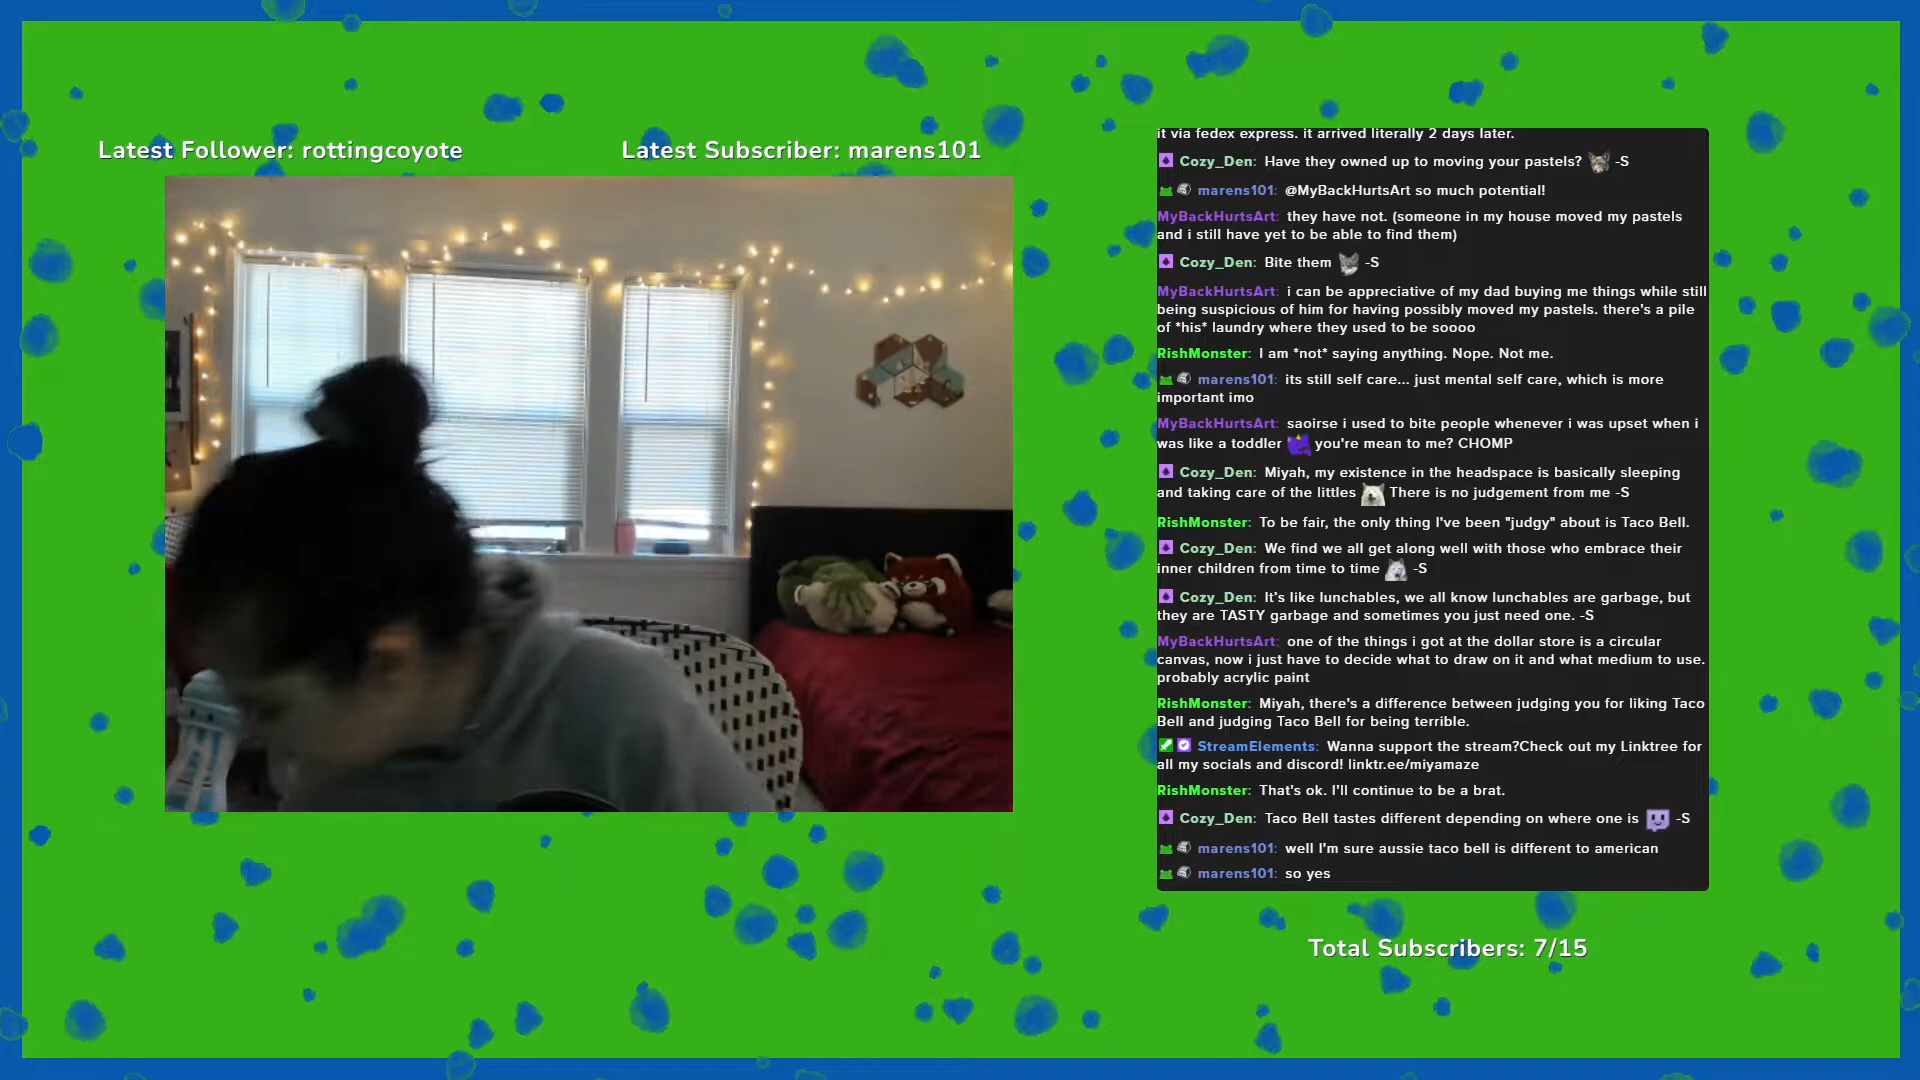 Latest Follower: rottingcoyote
Latest Subscriber: marens101
it via fedex express. it arrived literally 2 days later.
Cozy_Den: Have they owned up to moving your pastels? -S
marens101: @MyBackHurtsArt so much potential!
MyBackHurtsArt: they have not. (someone in my house moved my pastels
and i still have yet to be able to find them)
Cozy_Den: Bite them -S
MyBackHurtsArt: i can be appreciative of my dad buying me things while still
being suspicious of him for having possibly moved my pastels. there's a pile
of *his* laundry where they used to be soooo
RishMonster: I am *not* saying anything. Nope. Not me.
marens101: its still self care... just mental self care, which is more
important imo
MyBackHurtsArt: saoirse i used to bite people whenever i was upset when i
was like a toddler you're mean to me? CHOMP
Cozy_Den: Miyah, my existence in the headspace is basically sleeping
and taking care of the littles There is no judgement from me -S
RishMonster: To be fair, the only thing I've been "judgy" about is Taco Bell.
Cozy_Den: We find we all get along well with those who embrace their
inner children from time to time -S
Cozy_Den: It's like lunchables, we all know lunchables are garbage, but
they are TASTY garbage and sometimes you just need one. -S
MyBackHurtsArt: one of the things i got at the dollar store is a circular
canvas, now i just have to decide what to draw on it and what medium to use.
probably acrylic paint
RishMonster: Miyah, there's a difference between judging you for liking Taco
Bell and judging Taco Bell for being terrible.
StreamElements: Wanna support the stream?Check out my Linktree for
all my socials and discord! linktr.ee/miyamaze
RishMonster: That's ok. I'll continue to be a brat.
Cozy_Den: Taco Bell tastes different depending on where one is -S
marens101: well I'm sure aussie taco bell is different to american
marens101: so yes
Total Subscribers: 7/15